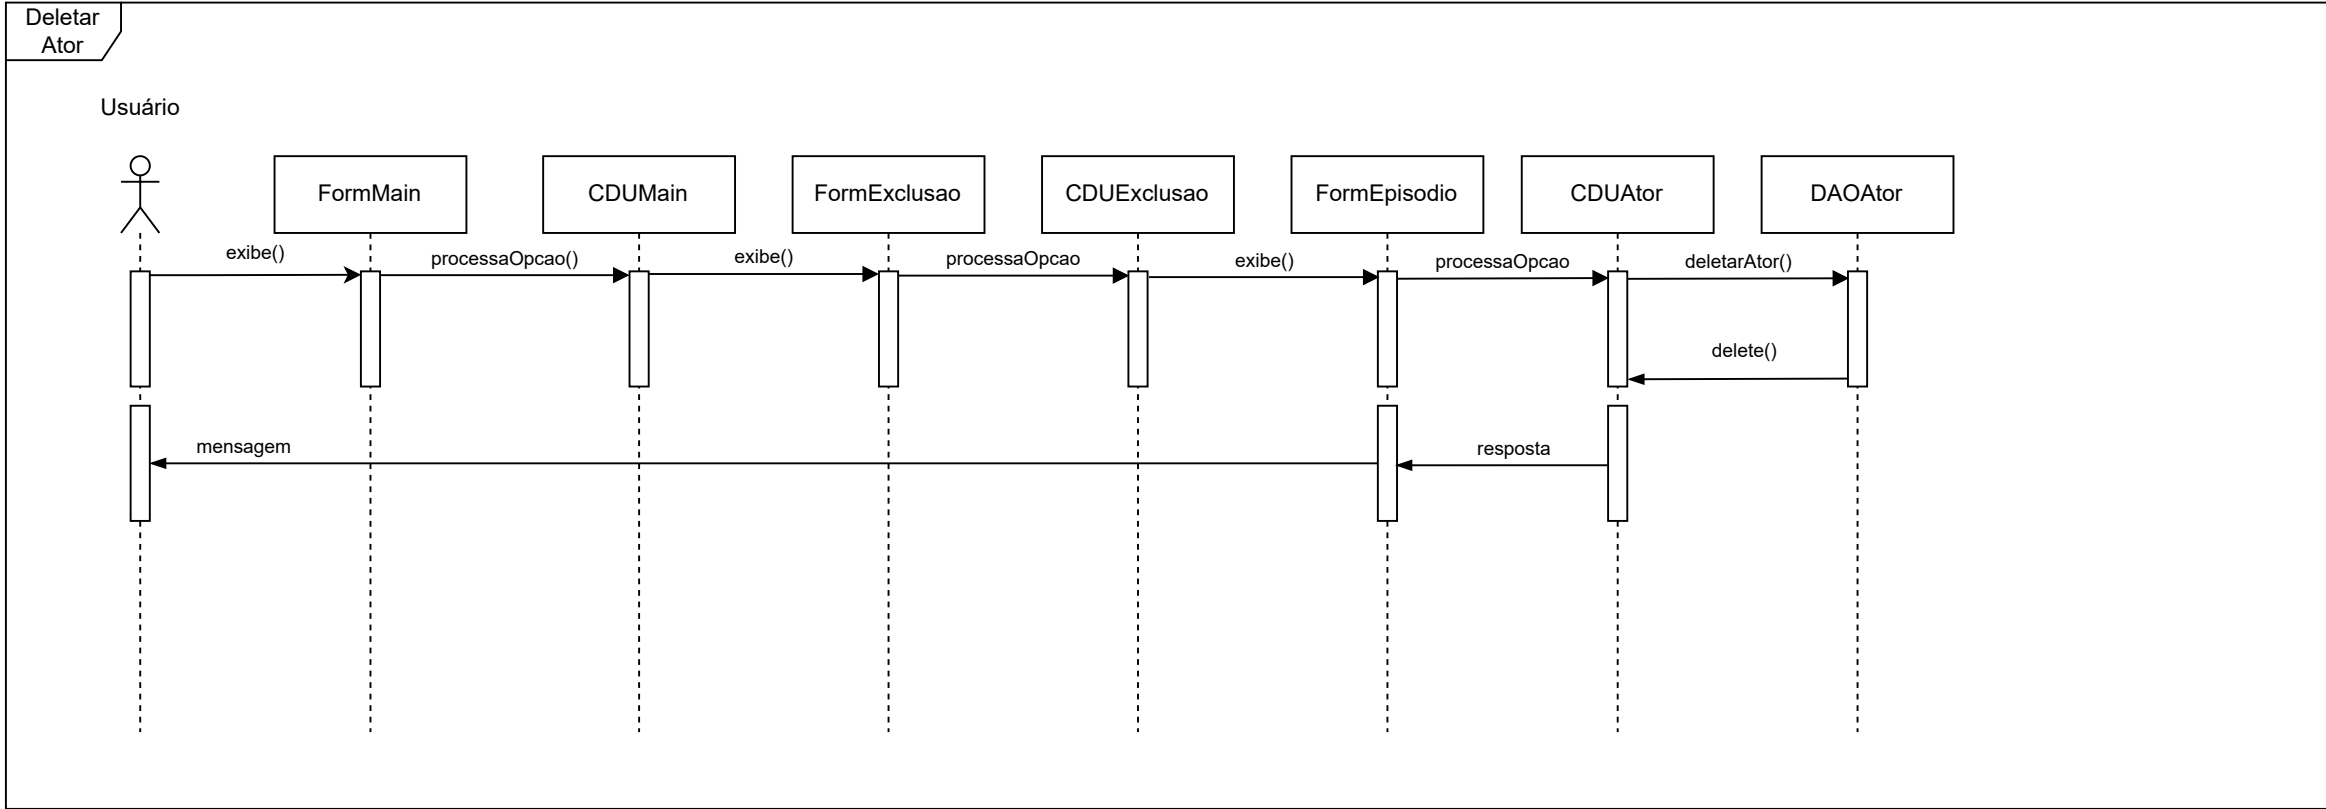 Deletar
Ator
Usuário
FormMain
CDUMain
FormExclusao
CDUExclusao
FormEpisodio
CDUAtor
DAOAtor
exibe()
processaOpcao()
exibe()
processaOpcao
exibe()
processaOpcao
deletarAtor()
delete()
mensagem
resposta